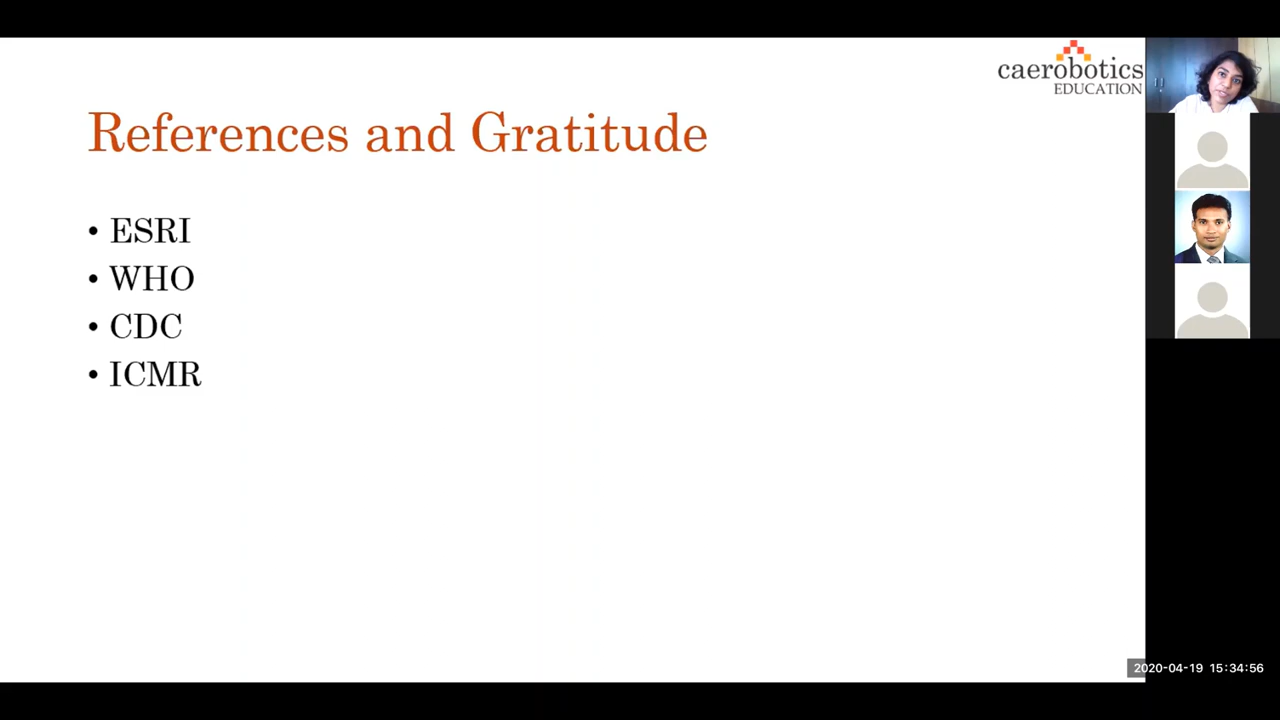 caerobotics
EDUCATION
References and Gratitude
• ESRI
• WHO
• CDC
• ICMR
2020-04-19 15:34:56